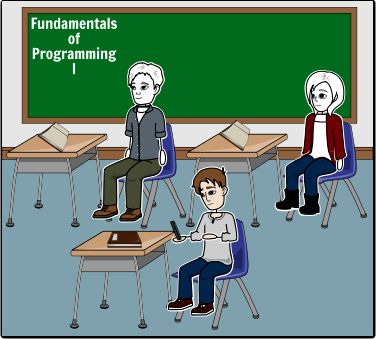 Fundamentals
of
Programming
I